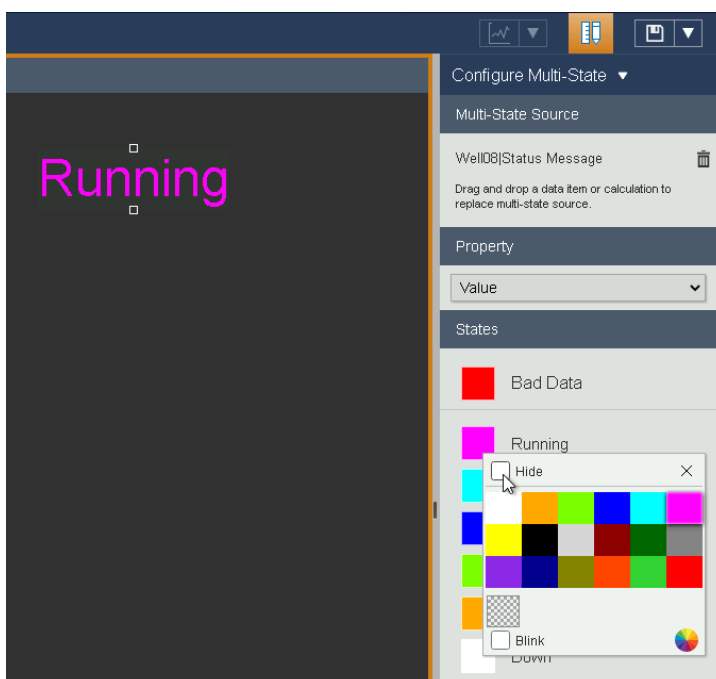 Configure Multi-State
Multi-State Source
Running
Well08|Status Message
Drag and drop a data item or calculation to
replace multi-state source.
Property
Value
States
Bad Data
Running
Hide
Blink
Down